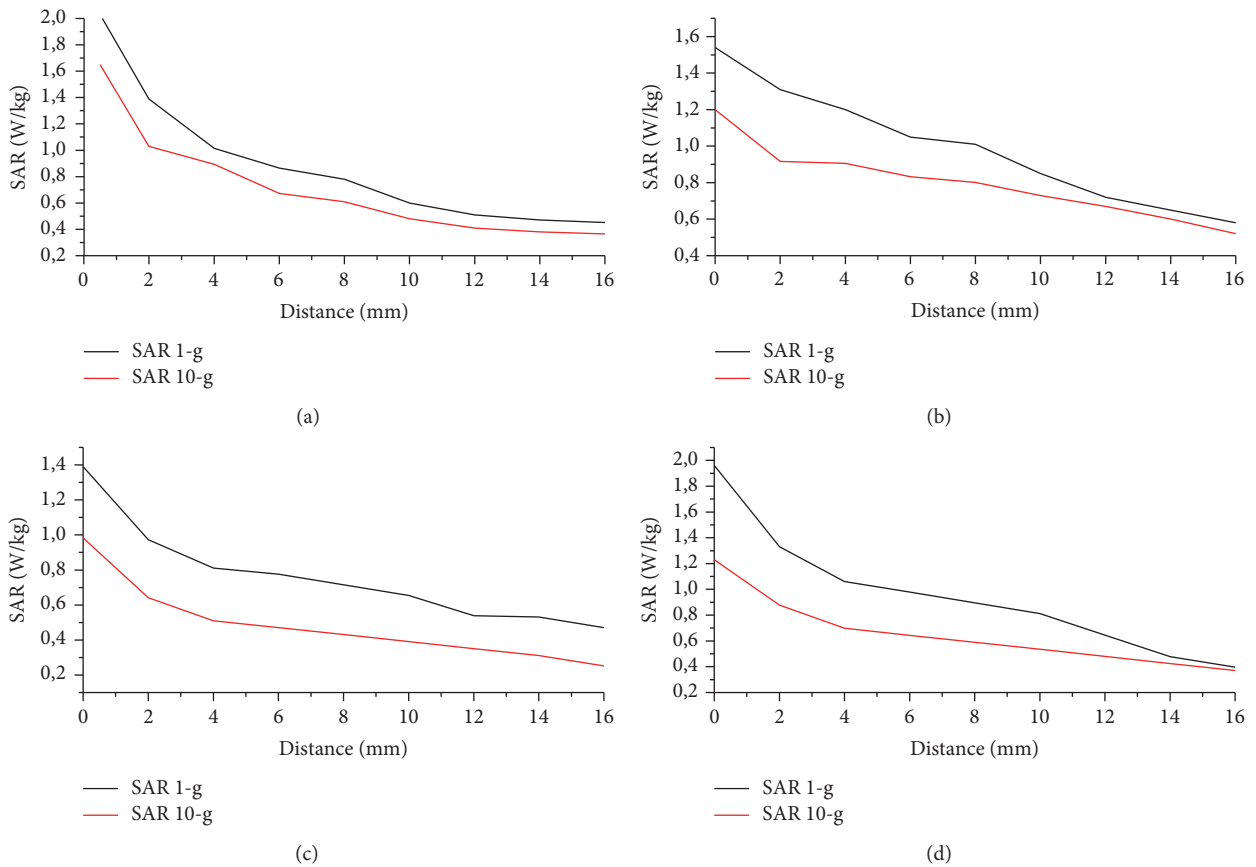 2,0
1,8
1,6
1,4
1,2
1,0
0,8
0,6
0,4
0,2
SAR (W/kg)
0 2 4 6 8 10 12 14 16
Distance (mm)
SAR 1-g
SAR 10-g
(a)
1,6
1,4
1,2
1,0
0,8
0,6
0,4
SAR (W/kg)
0 2 4 6 8 10 12 14 16
Distance (mm)
SAR 1-g
SAR 10-g
(b)
1,4
1,2
1,0
0,8
0,6
0,4
0,2
SAR (W/kg)
0 2 4 6 8 10 12 14 16
Distance (mm)
SAR 1-g
SAR 10-g
(c)
2,0
1,8
1,6
1,4
1,2
1,0
0,8
0,6
0,4
0,2
SAR (W/kg)
0 2 4 6 8 10 12 14 16
Distance (mm)
SAR 1-g
SAR 10-g
(d)